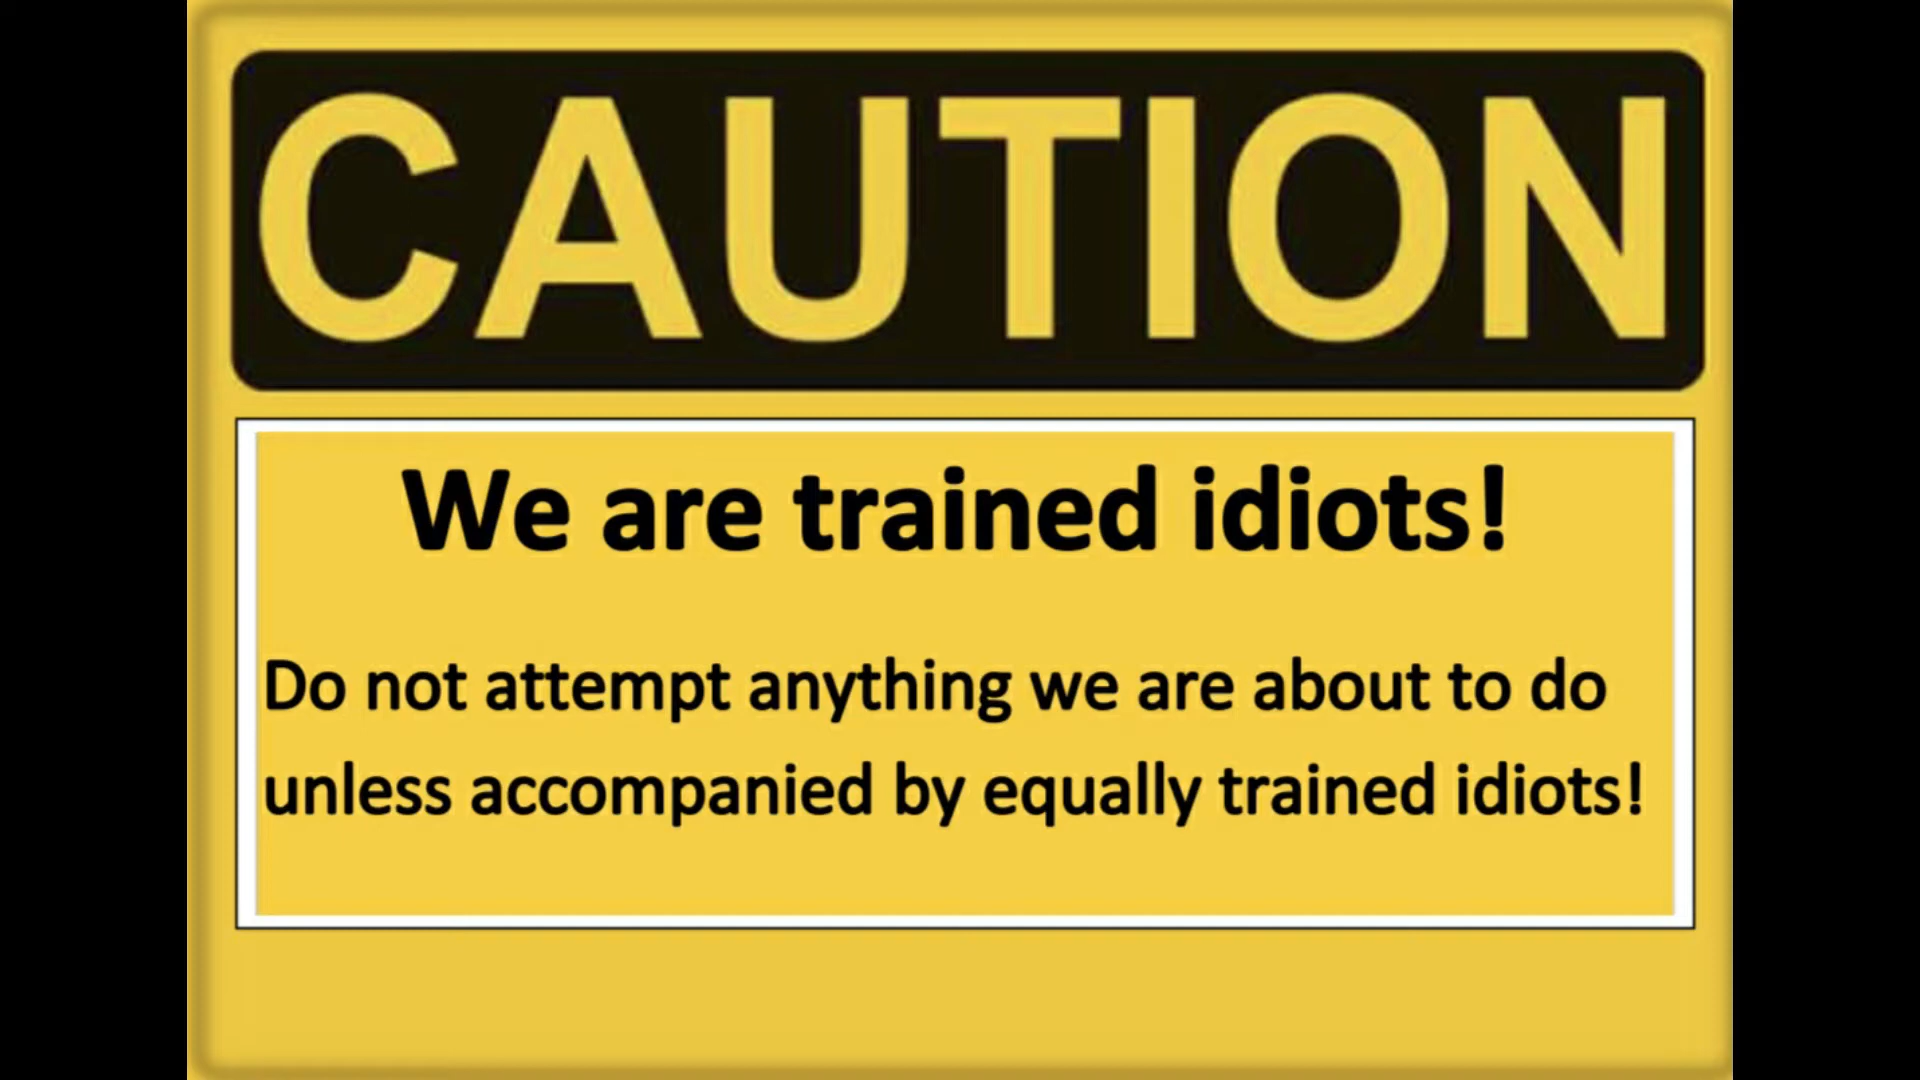 CAUTION
We are trained idiots!
Do not attempt anything we are about to do
unless accompanied by equally trained idiots!